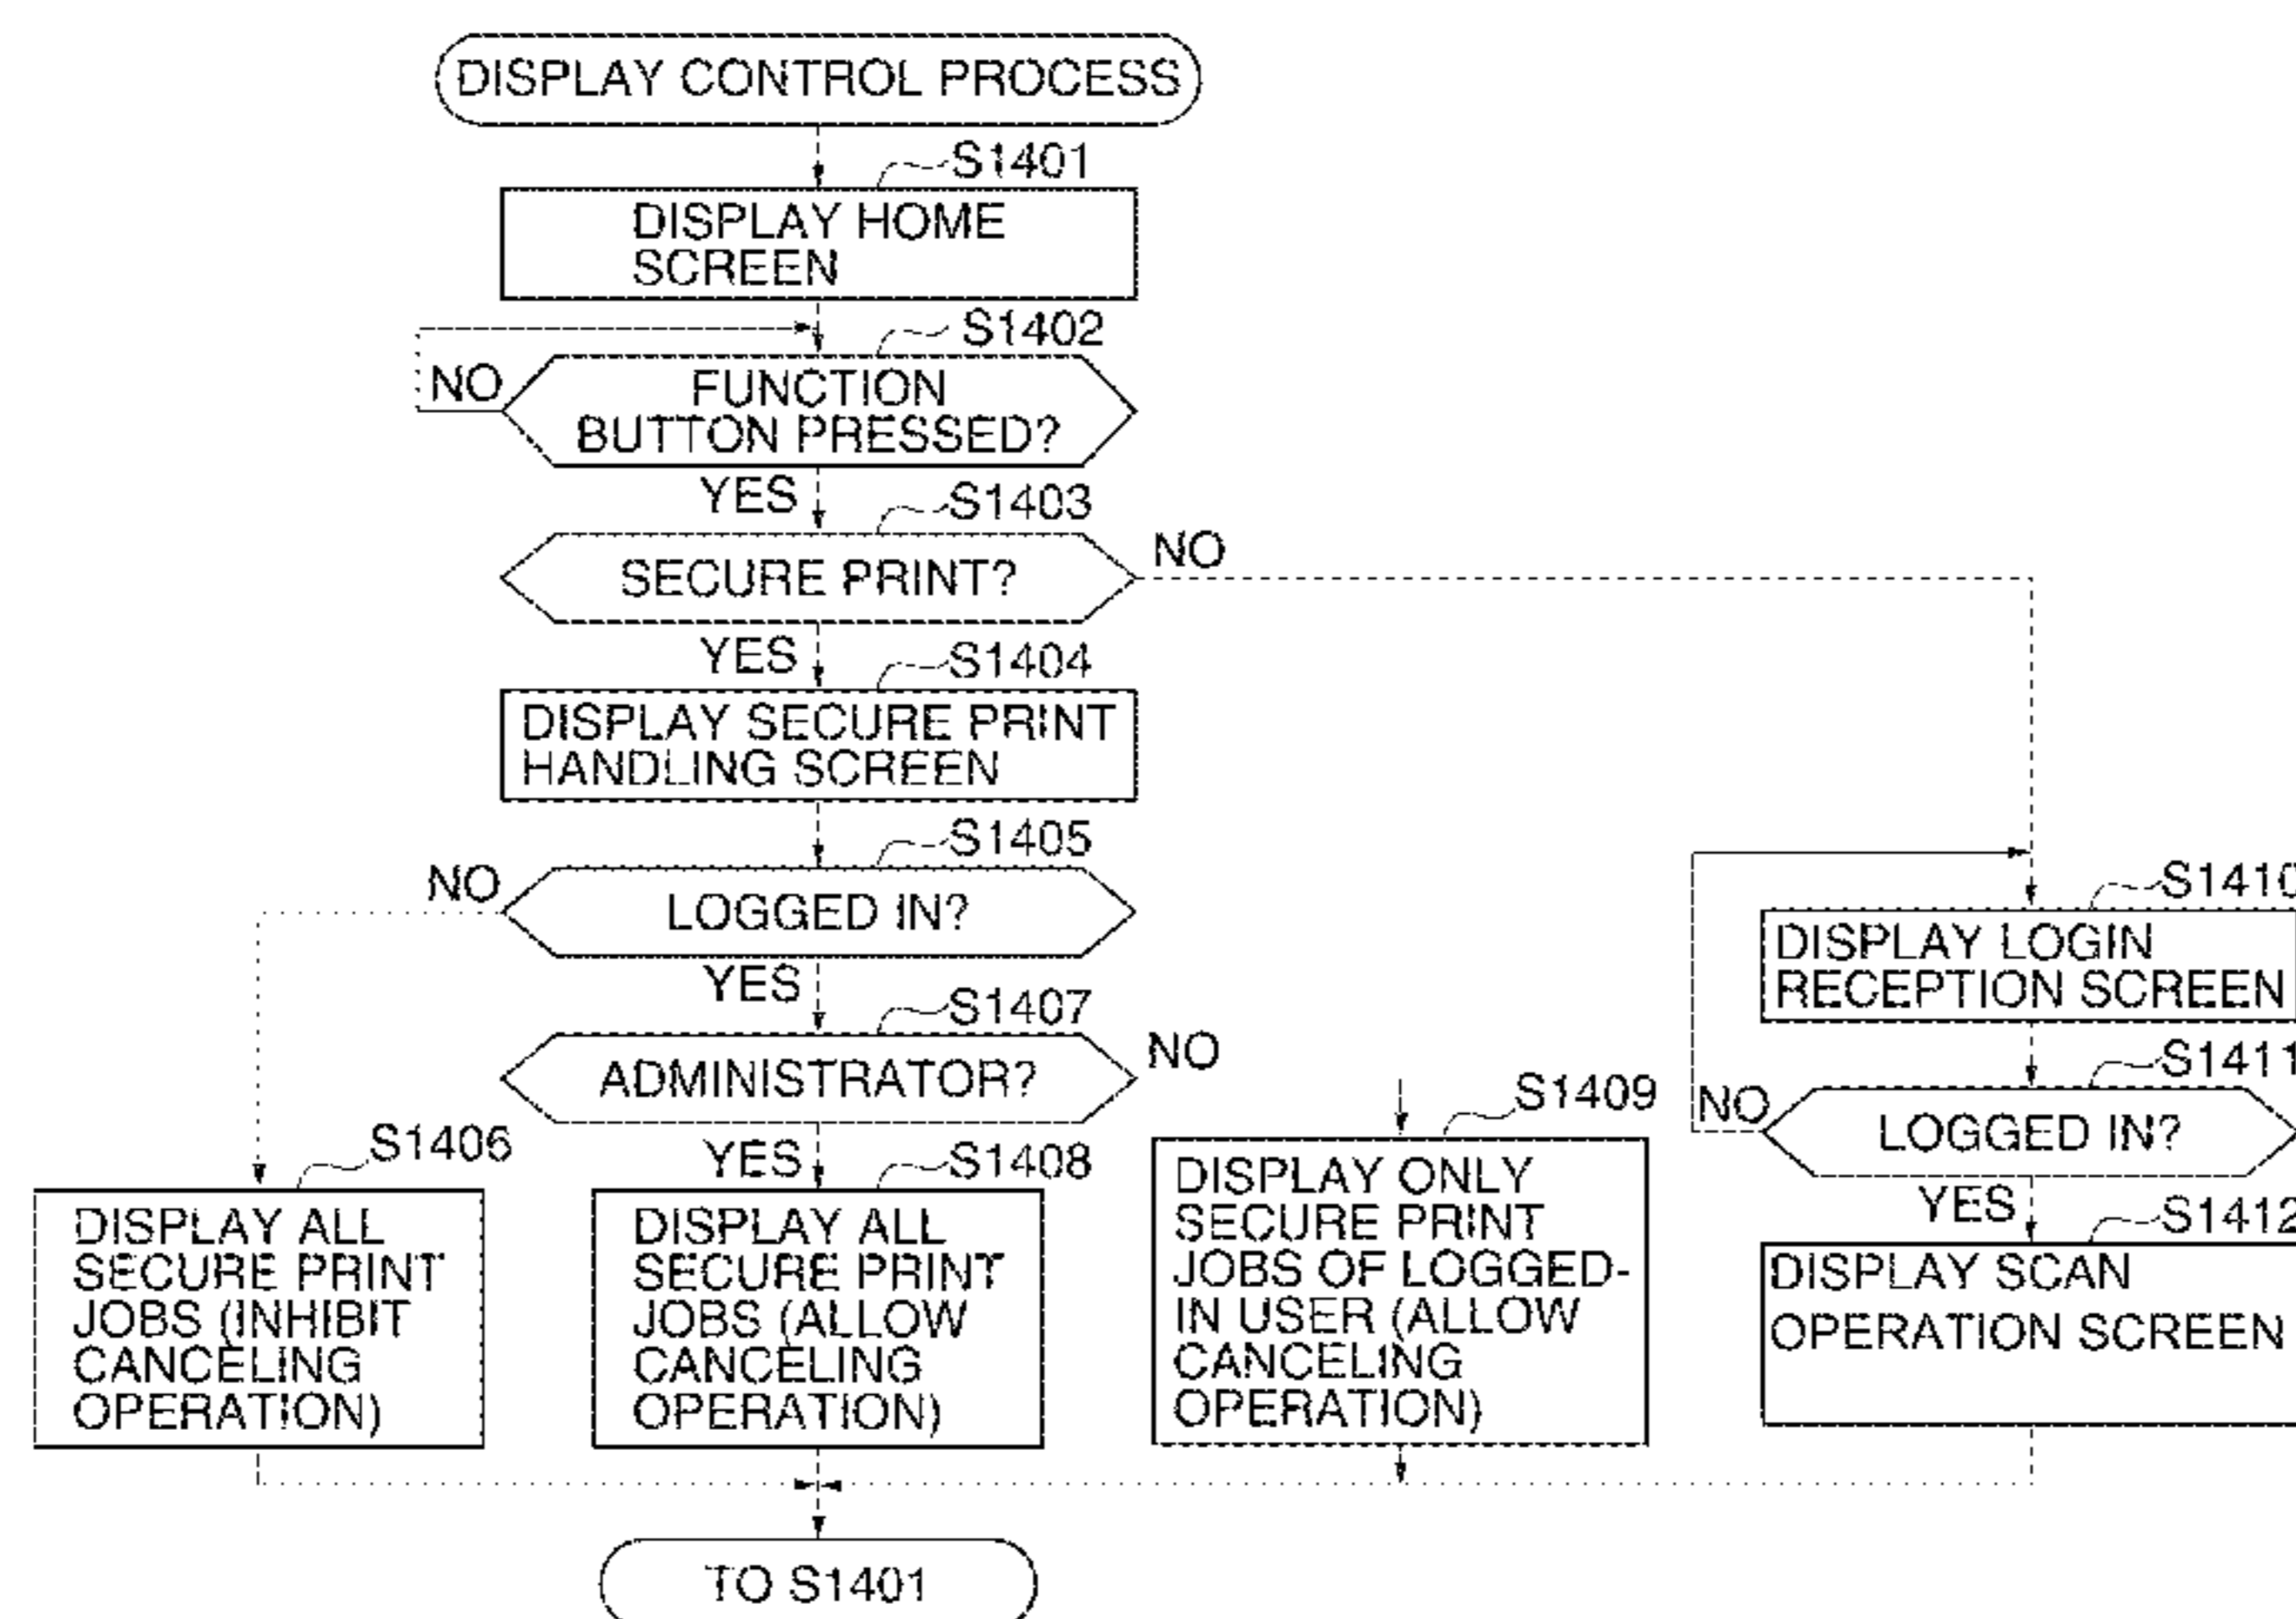 DISPLAY CONTROL PROCESS
S1401
DISPLAY HOME
SCREEN
S1402
NO
FUNCTION
BUTTON PRESSED?
YES
S1403
SECURE PRINT?
NO
YES
S1404
DISPLAY SECURE PRINT
HANDLING SCREEN
S1405
NO
LOGGED IN?
YES
S1407
ADMINISTRATOR?
NO
S1406
DISPLAY ALL
SECURE PRINT
JOBS (INHIBIT
CANCELING
OPERATION)
YES
S1408
DISPLAY ALL
SECURE PRINT
JOBS (ALLOW
CANCELING
OPERATION)
S1409
DISPLAY ONLY
SECURE PRINT
JOBS OF LOGGED-
IN USER (ALLOW
CANCELING
OPERATION)
S1410
DISPLAY LOGIN
RECEPTION SCREEN
S1411
NO
LOGGED IN?
YES
S1412
DISPLAY SCAN
OPERATION SCREEN
TO S1401